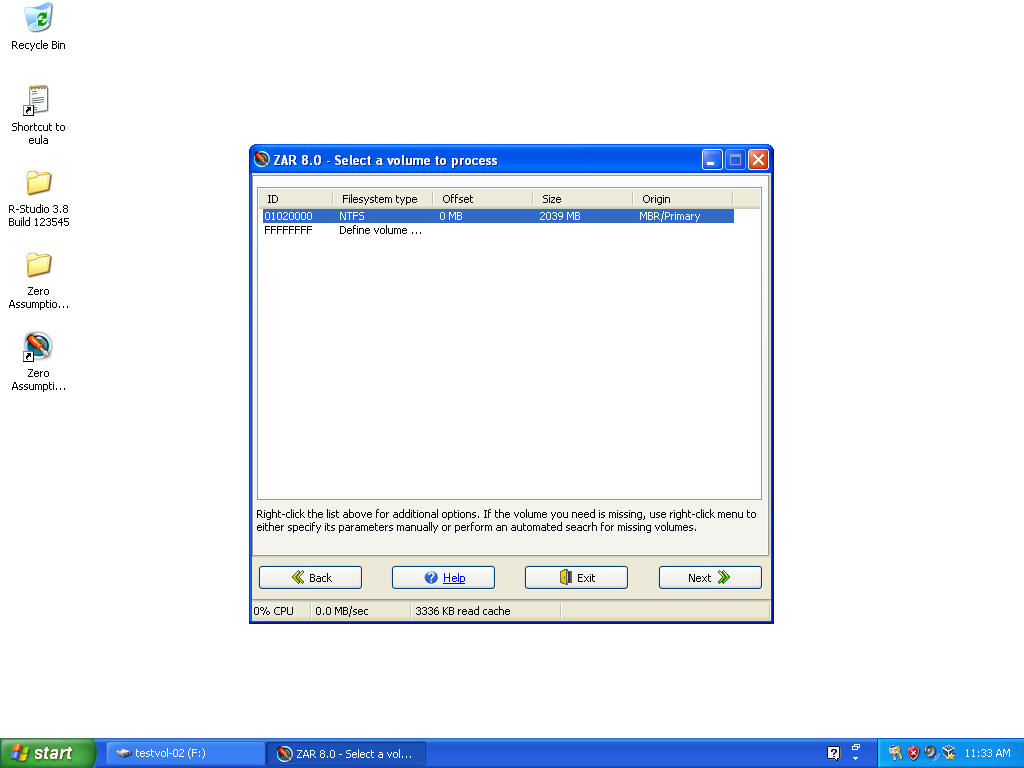 Recycle Bin
Shortcut to
eula
R-Studio 3.8
Build 123545
Zero
Assumptio...
Zero
Assumpti...
ZAR 8.0 - Select a volume to process
ID Filesystem type Offset Size Origin
01020000 NTFS 0 MB 2039 MB MBR/Primary
FFFFFFFF Define volume ...
Right-click the list above for additional options. If the volume you need is missing, use right-click menu to
either specify its parameters manually or perform an automated seacrh for missing volumes.
Back Help Exit Next
0% CPU 0.0 MB/sec 3336 KB read cache
start testvol-02 (F:) ZAR 8.0 - Select a vol... 11:33 AM